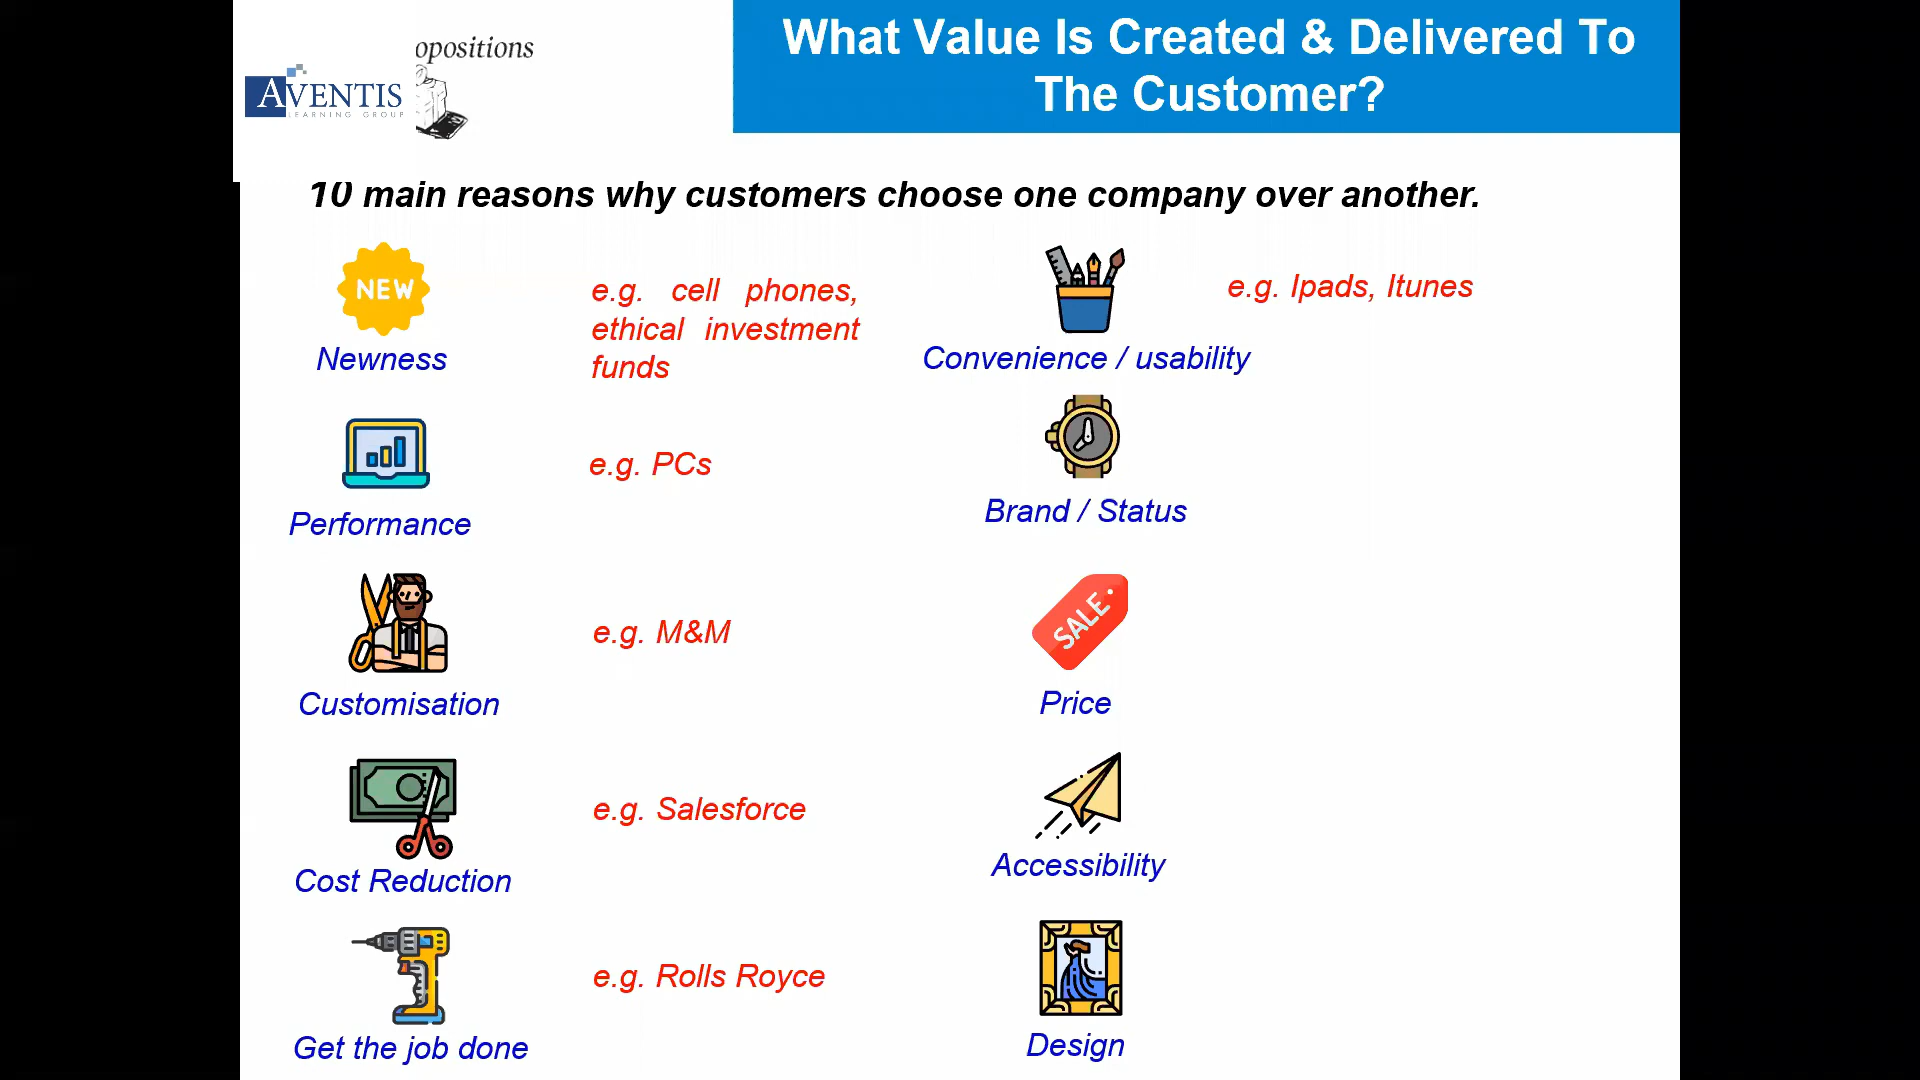 What Value Is Created & Delivered To
The Customer?
opositions
AVENTIS
LEARNING GROUP
10 main reasons why customers choose one company over another.
NEW
Newness
e.g. cell phones,
ethical investment
funds
Convenience / usability
e.g. Ipads, Itunes
Performance
e.g. PCs
Brand / Status
Customisation
e.g. M&M
SALE
Price
Cost Reduction
e.g. Salesforce
Accessibility
Get the job done
e.g. Rolls Royce
Design